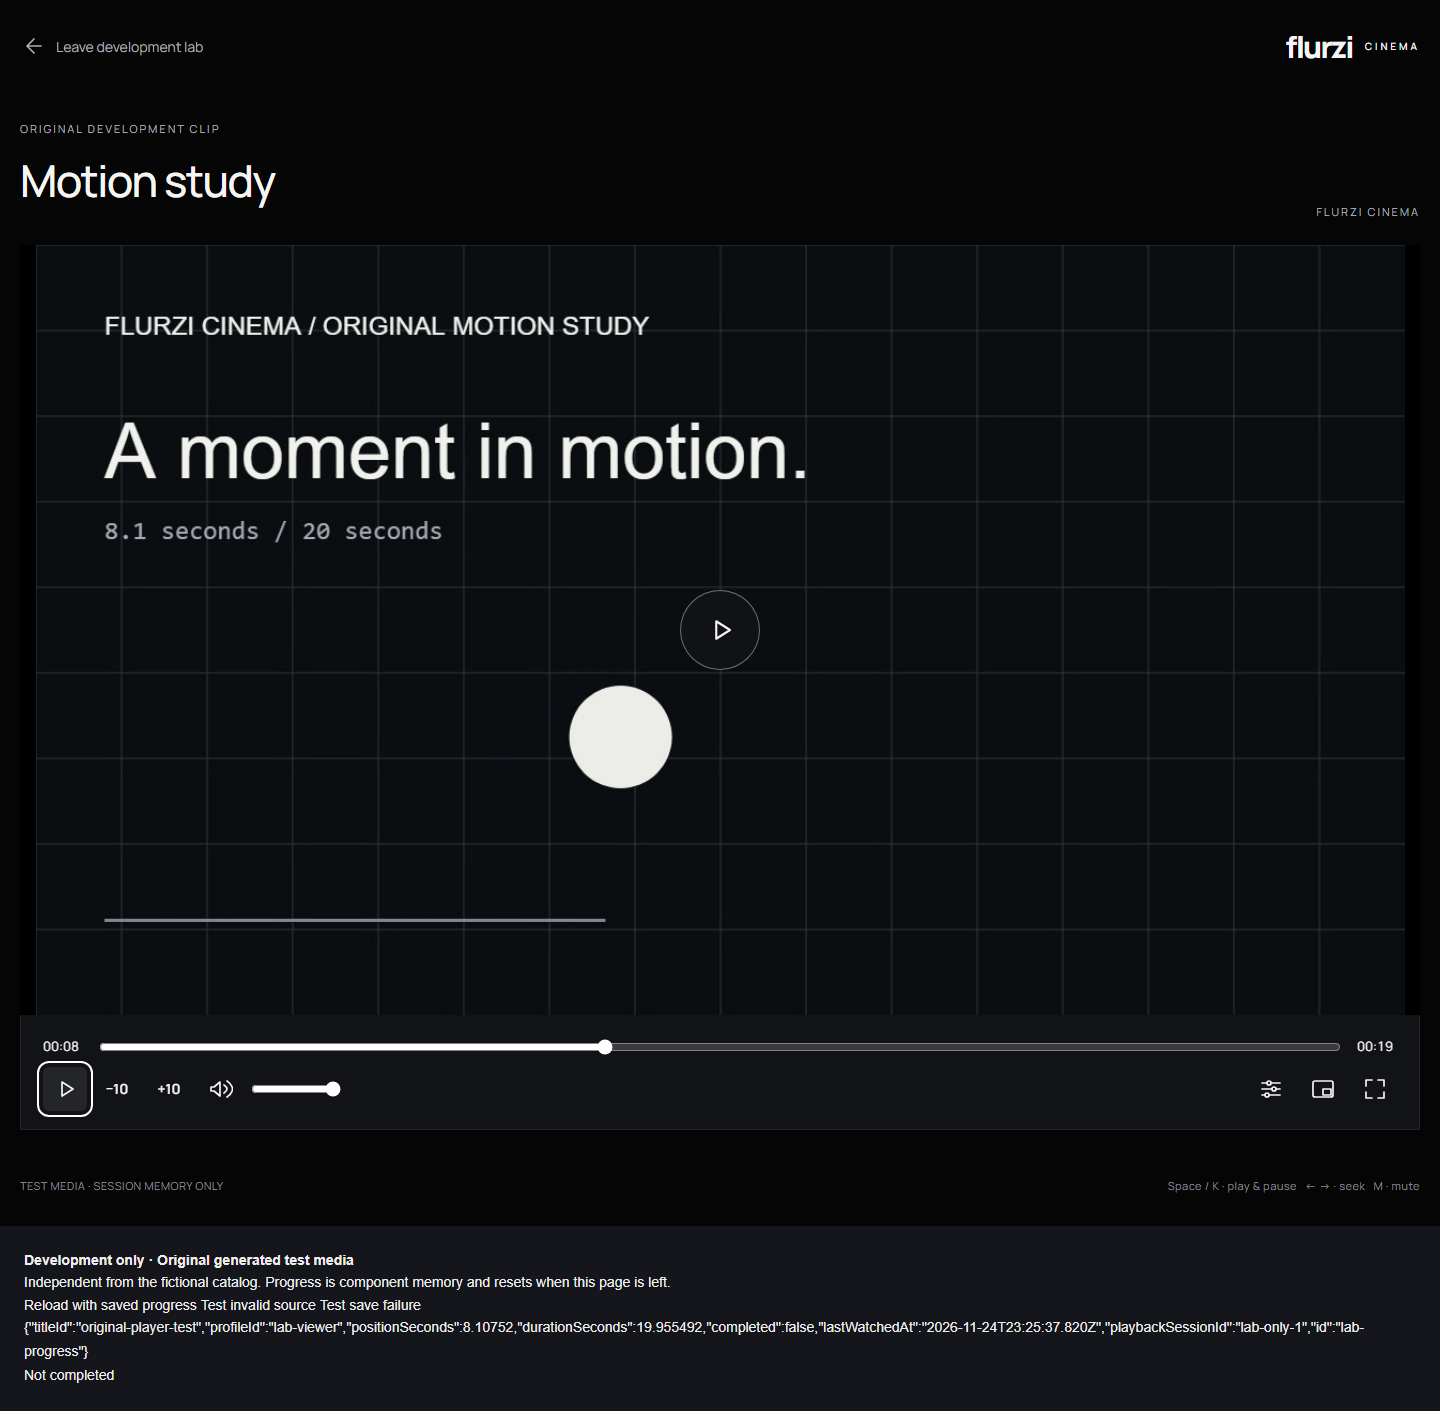 Leave development lab
flurzi CINEMA
ORIGINAL DEVELOPMENT CLIP
Motion study
FLURZI CINEMA
FLURZI CINEMA / ORIGINAL MOTION STUDY
A moment in motion.
8.1 seconds / 20 seconds
00:08
00:19
−10
+10
TEST MEDIA · SESSION MEMORY ONLY
Space / K · play & pause ← → · seek M · mute
Development only · Original generated test media
Independent from the fictional catalog. Progress is component memory and resets when this page is left.
Reload with saved progress Test invalid source Test save failure
{"titleId":"original-player-test","profileId":"lab-viewer","positionSeconds":8.10752,"durationSeconds":19.955492,"completed":false,"lastWatchedAt":"2026-11-24T23:25:37.820Z","playbackSessionId":"lab-only-1","id":"lab-
progress"}
Not completed